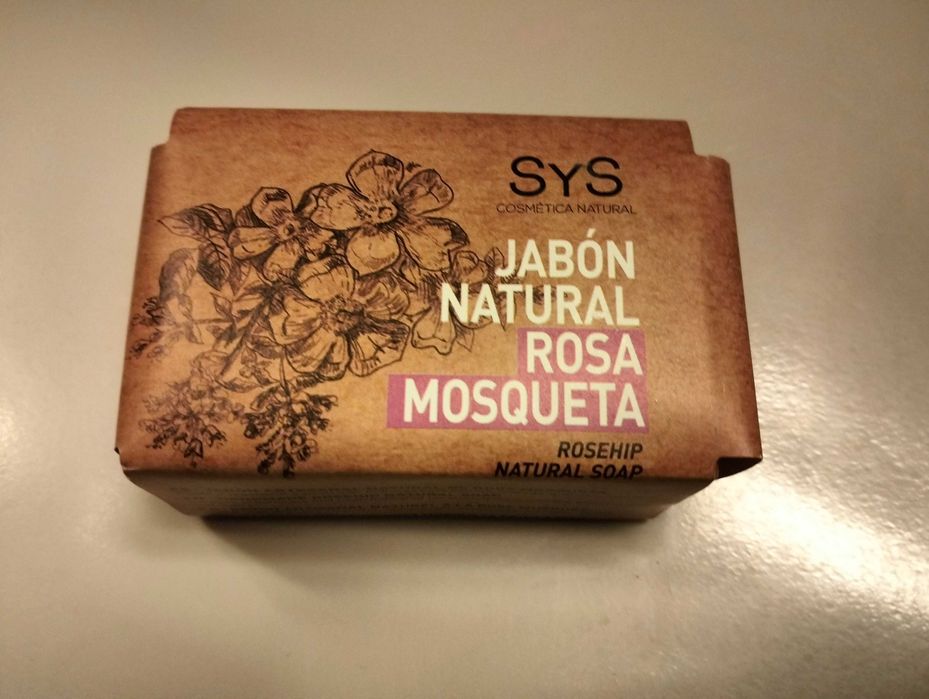 SYS
COSMÉTICA NATURAL
JABÓN
NATURAL
ROSA
MOSQUETA
ROSEHIP
NATURAL SOAP